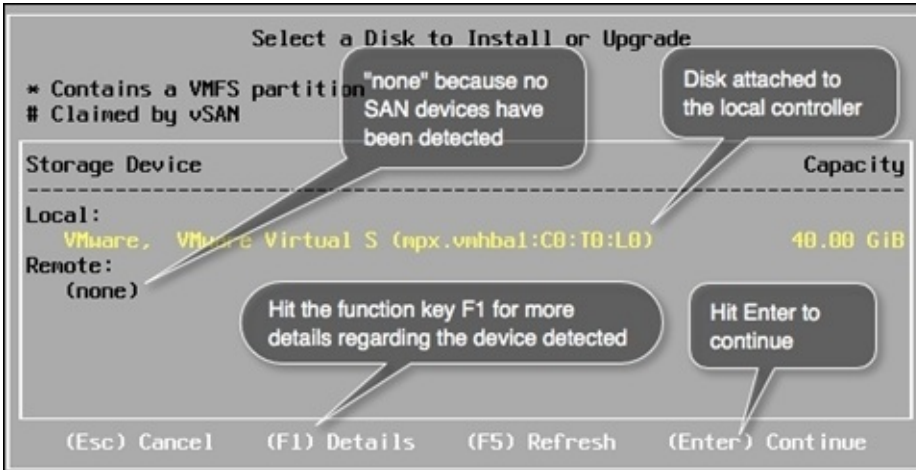 Select a Disk to Install or Upgrade
* Contains a VMFS partition
# Claimed by vSAN
"none" because no
SAN devices have
been detected
Disk attached to
the local controller
Storage Device Capacity
Local:
VMware, VMware Virtual S (mpx.vmhba1:C0:T0:L0) 40.00 GiB
Remote:
(none)
Hit the function key F1 for more
details regarding the device detected
Hit Enter to
continue
(Esc) Cancel (F1) Details (F5) Refresh (Enter) Continue